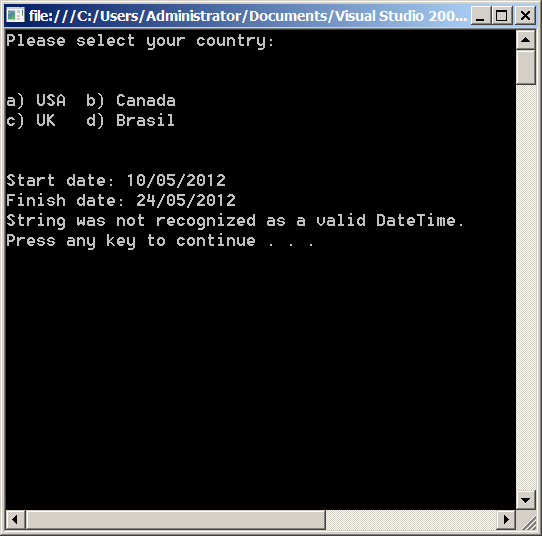 file:///C:/Users/Administrator/Documents/Visual Studio 200...
Please select your country:
a) USA  b) Canada
c) UK   d) Brasil
Start date: 10/05/2012
Finish date: 24/05/2012
String was not recognized as a valid DateTime.
Press any key to continue . . .